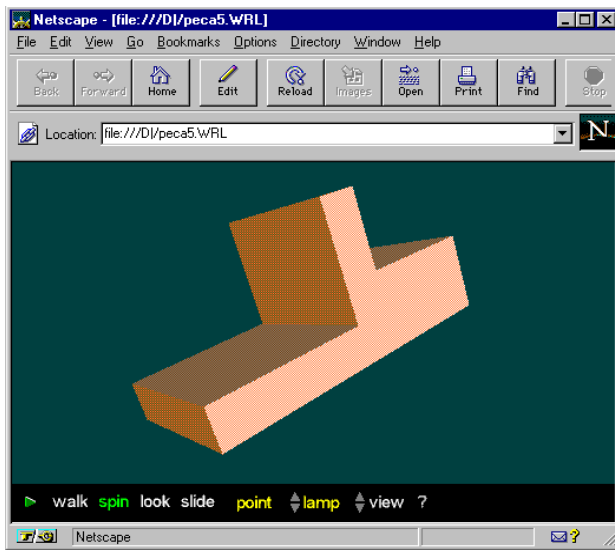 Netscape - [file:///D|/peca5.WRL]
File Edit View Go Bookmarks Options Directory Window Help
Back Forward Home Edit Reload Images Open Print Find Stop
Location: file:///D|/peca5.WRL N
walk spin look slide point lamp view ?
Netscape ?